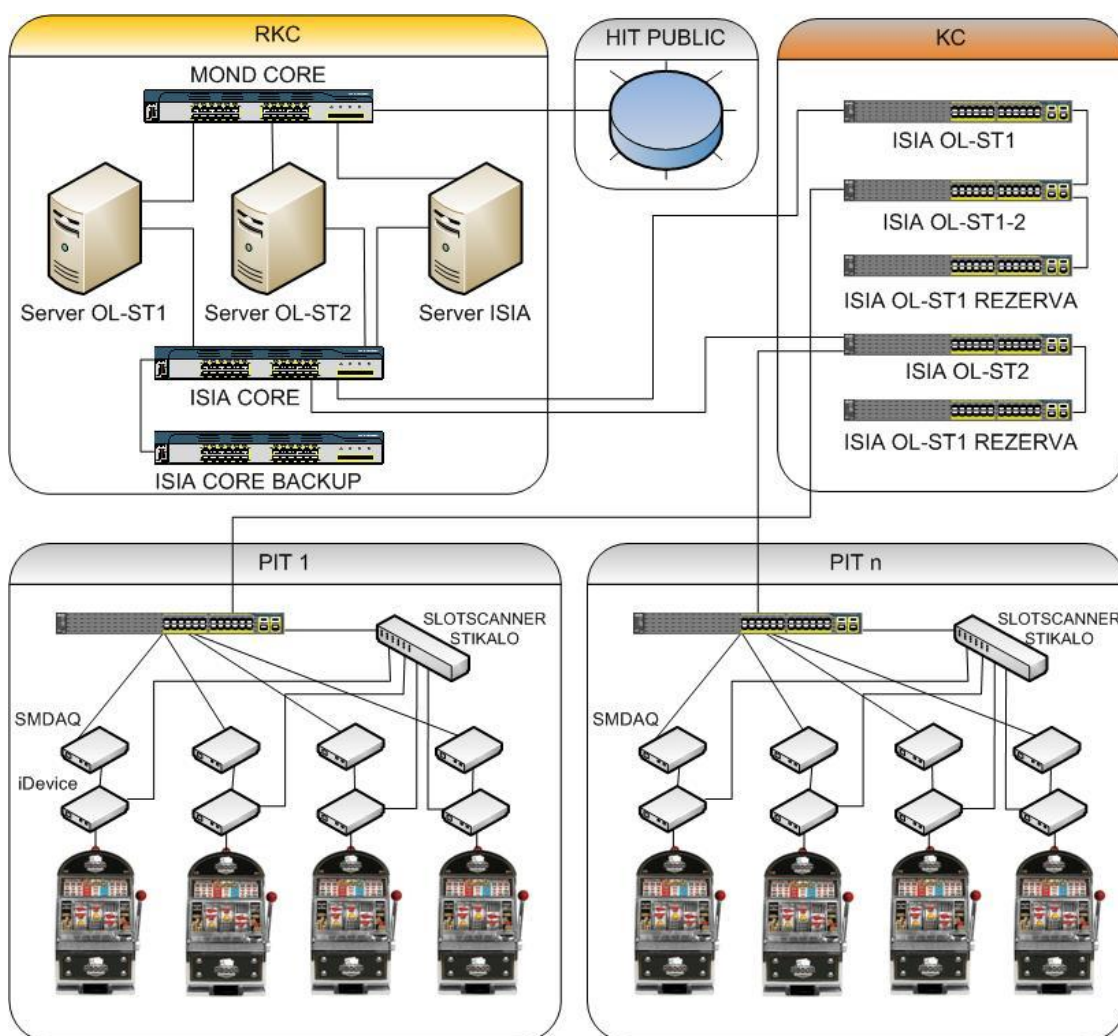 RKC
MOND CORE
Server OL-ST1
Server OL-ST2
Server ISIA
ISIA CORE
ISIA CORE BACKUP
HIT PUBLIC
KC
ISIA OL-ST1
ISIA OL-ST1-2
ISIA OL-ST1 REZERVA
ISIA OL-ST2
ISIA OL-ST1 REZERVA
PIT 1
SLOTSCANNER
STIKALO
SMDAQ
iDevice
PIT n
SLOTSCANNER
STIKALO
SMDAQ